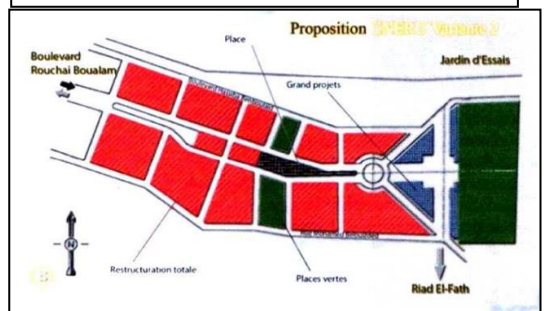 Proposition Variante 2
Place
Boulevard
Rouchai Boualam
Jardin d'Essais
Grand projets
N
Restructuration totale
Places vertes
Riad El-Fath